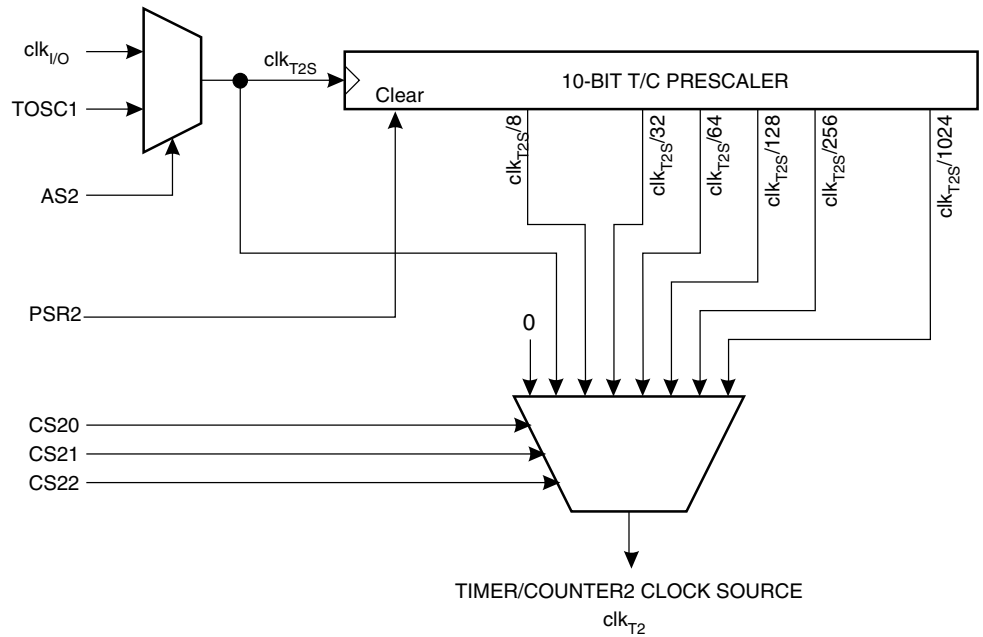 clkI/O
clkT2S
10-BIT T/C PRESCALER
TOSC1
Clear
clkT2S/8
clkT2S/32
clkT2S/64
clkT2S/128
clkT2S/256
clkT2S/1024
AS2
PSR2
0
CS20
CS21
CS22
TIMER/COUNTER2 CLOCK SOURCE
clkT2